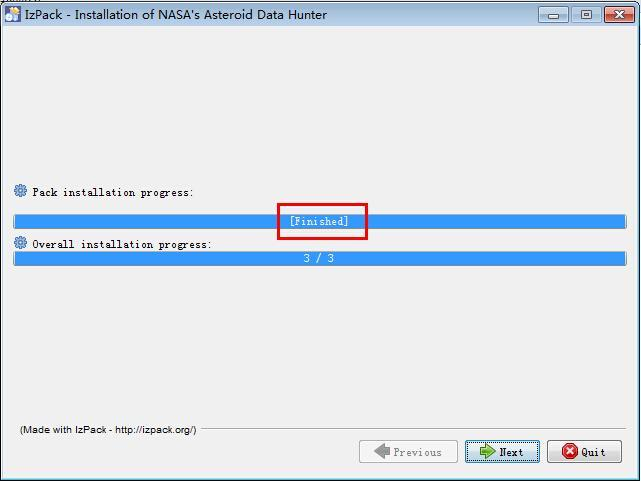 IzPack - Installation of NASA's Asteroid Data Hunter
Pack installation progress:
[Finished]
Overall installation progress:
3 / 3
(Made with IzPack - http://izpack.org/)
Previous
Next
Quit